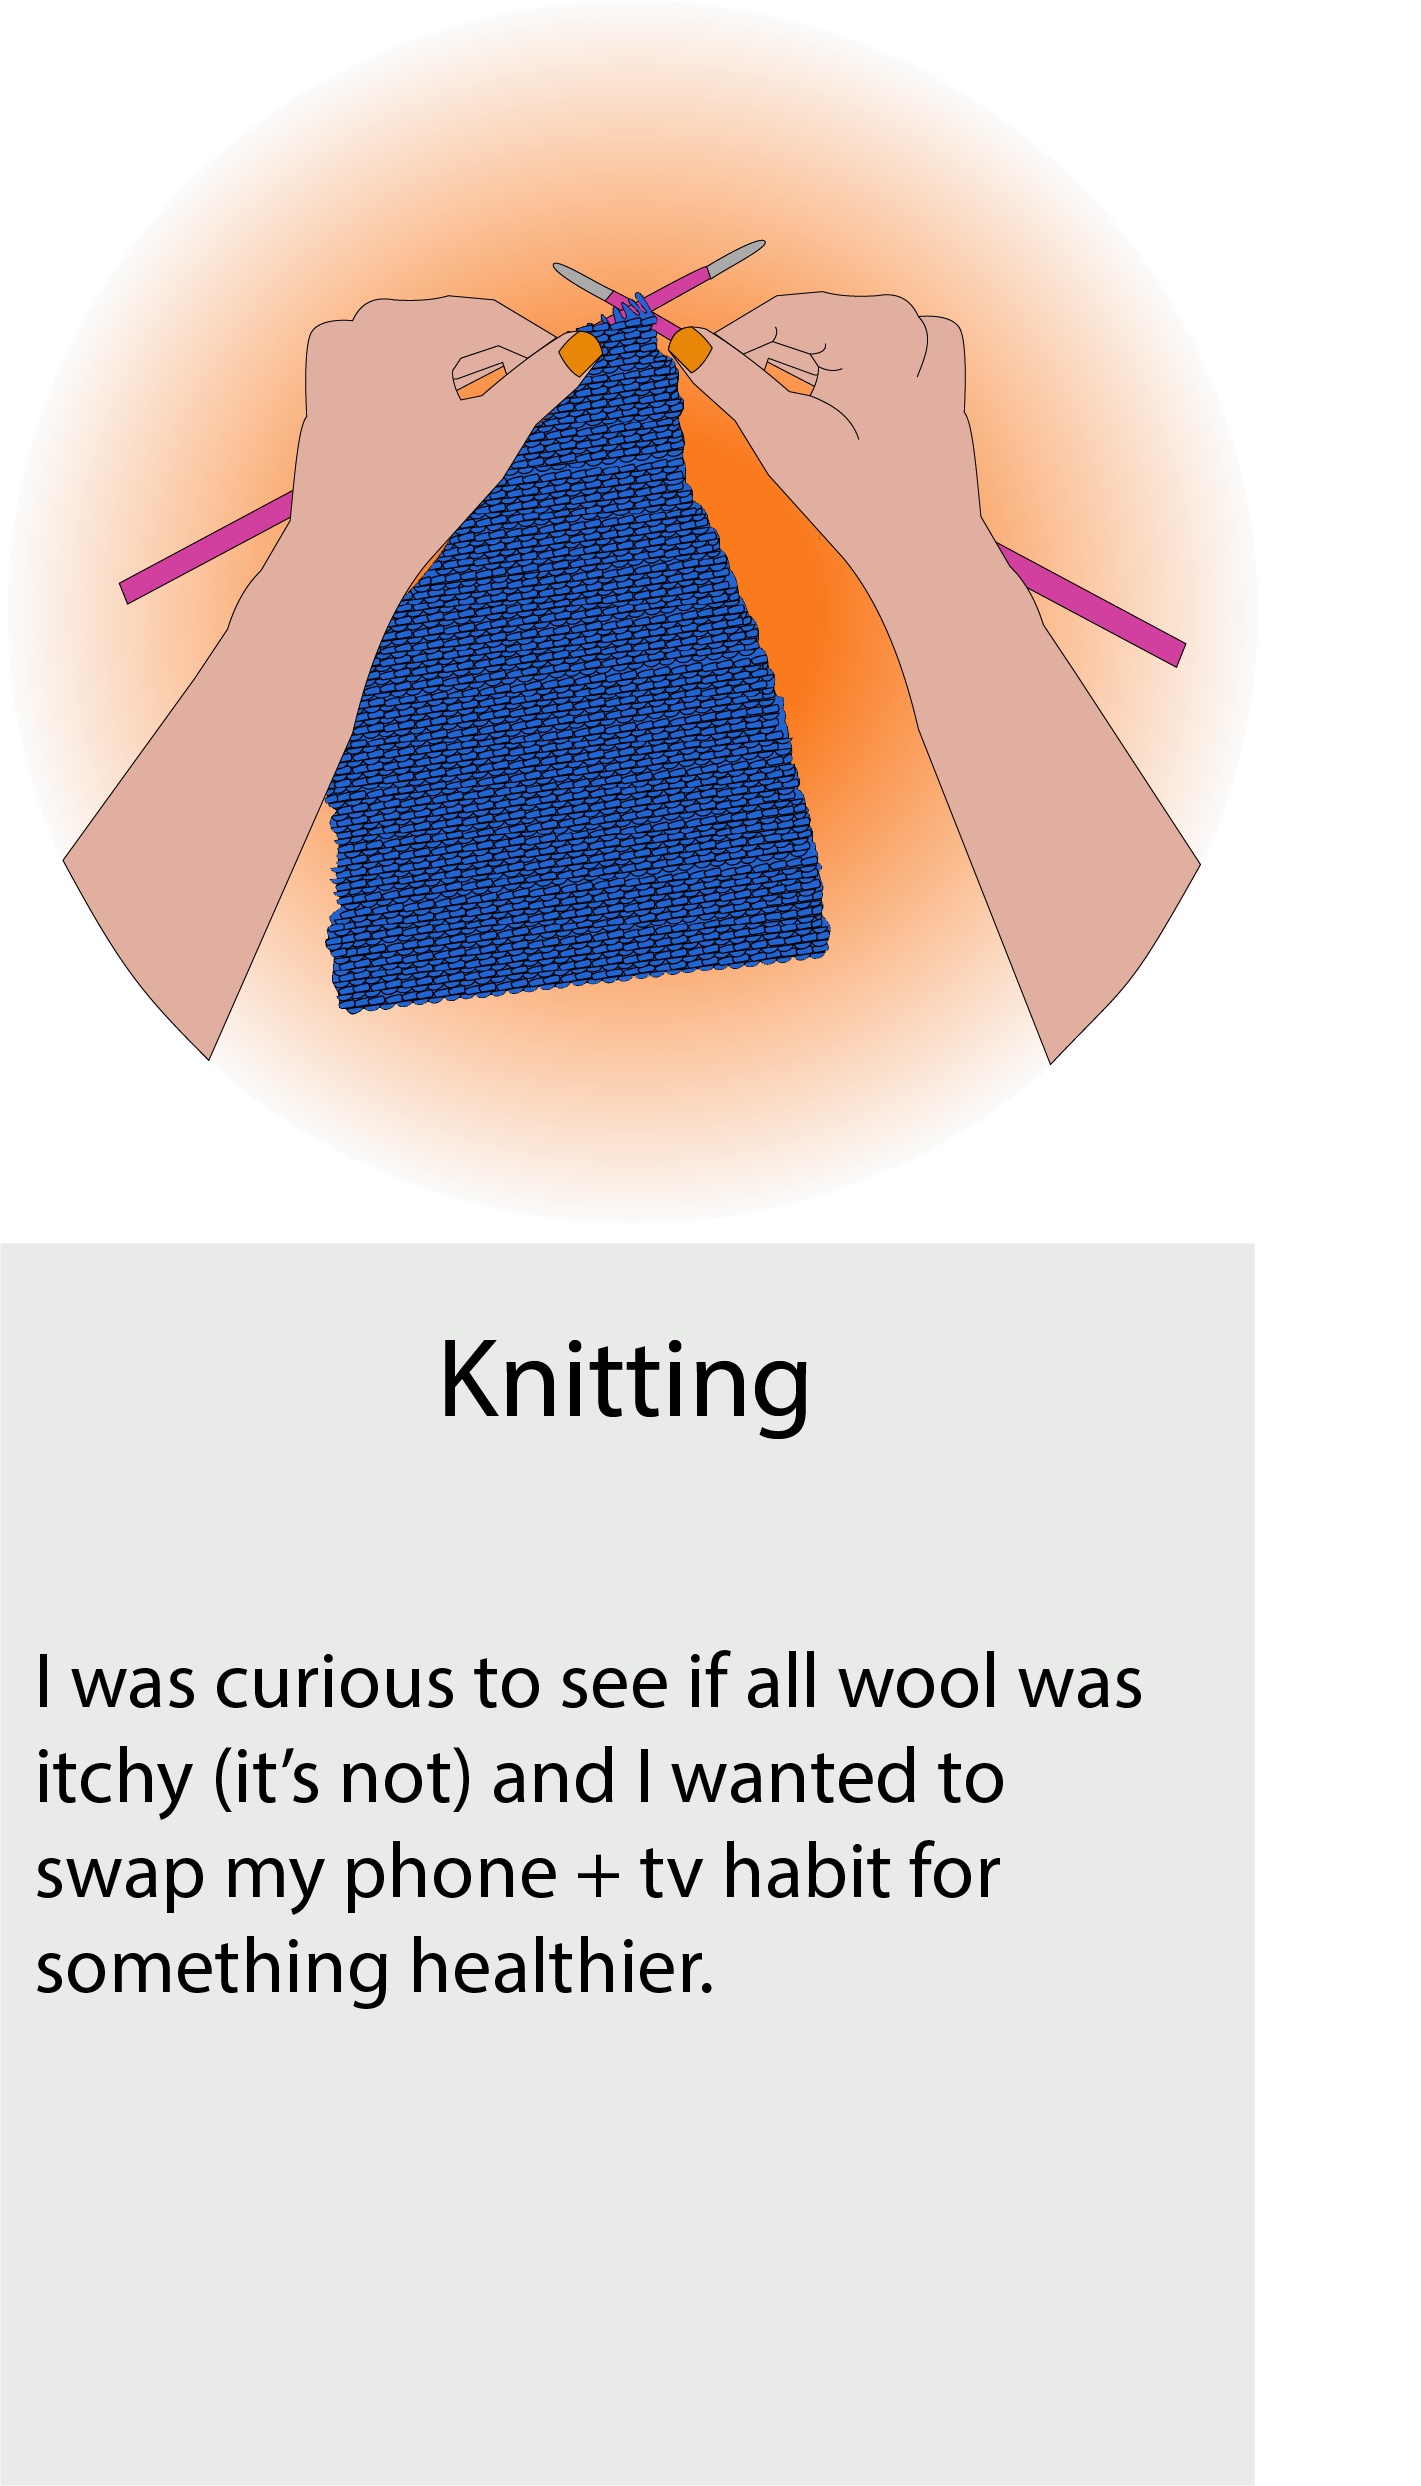 Knitting
I was curious to see if all wool was
itchy (it’s not) and I wanted to
swap my phone + tv habit for
something healthier.